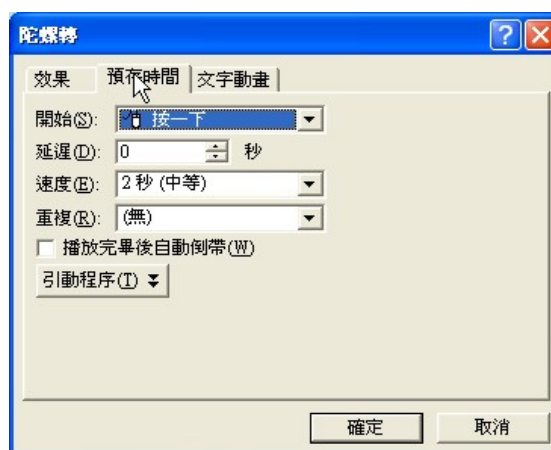 陀螺轉
效果 預存時間 文字動畫
開始(S): 按一下
延遲(D): 0 秒
速度(E): 2 秒 (中等)
重複(R): (無)
播放完畢後自動倒帶(W)
引動程序(T)
確定 取消